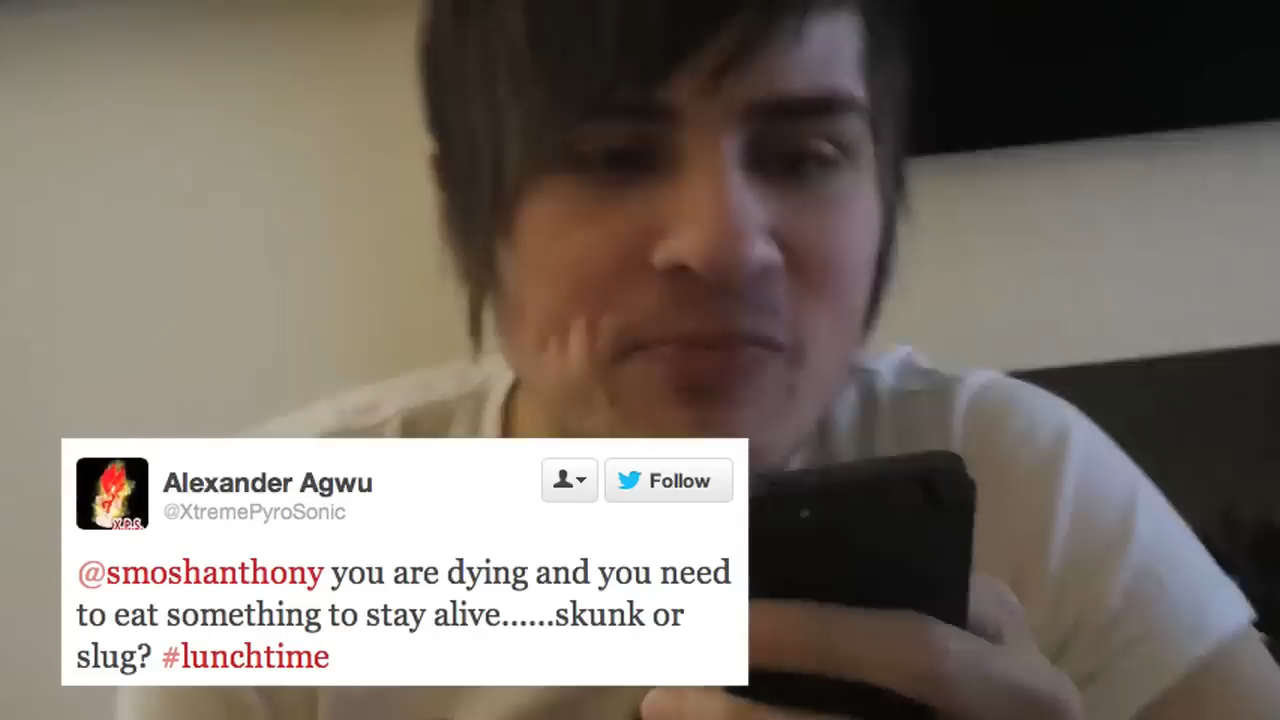 Alexander Agwu
@XtremePyroSonic
Follow
@smoshanthony you are dying and you need
to eat something to stay alive......skunk or
slug? #lunchtime
X.P.S.